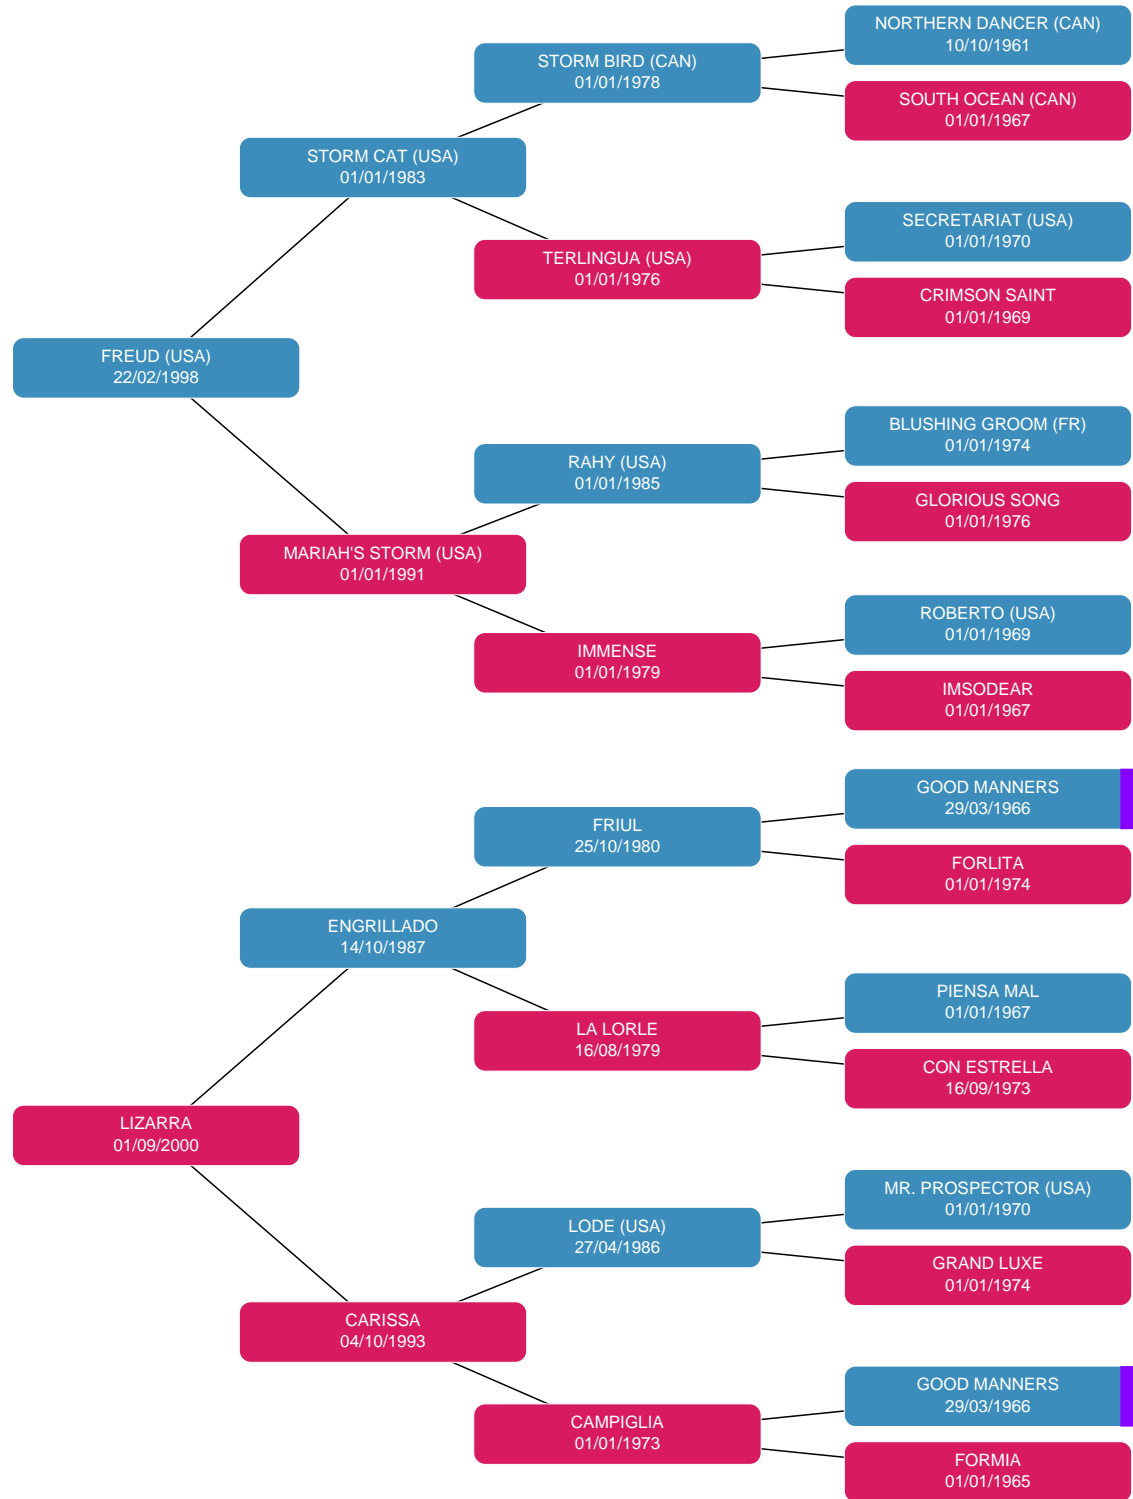 NORTHERN DANCER (CAN)
10/10/1961
STORM BIRD (CAN)
01/01/1978
SOUTH OCEAN (CAN)
01/01/1967
STORM CAT (USA)
01/01/1983
SECRETARIAT (USA)
01/01/1970
TERLINGUA (USA)
01/01/1976
CRIMSON SAINT
01/01/1969
FREUD (USA)
22/02/1998
BLUSHING GROOM (FR)
01/01/1974
RAHY (USA)
01/01/1985
GLORIOUS SONG
01/01/1976
MARIAH'S STORM (USA)
01/01/1991
ROBERTO (USA)
01/01/1969
IMMENSE
01/01/1979
IMSODEAR
01/01/1967
GOOD MANNERS
29/03/1966
FRIUL
25/10/1980
FORLITA
01/01/1974
ENGRILLADO
14/10/1987
PIENSA MAL
01/01/1967
LA LORLE
16/08/1979
CON ESTRELLA
16/09/1973
LIZARRA
01/09/2000
MR. PROSPECTOR (USA)
01/01/1970
LODE (USA)
27/04/1986
GRAND LUXE
01/01/1974
CARISSA
04/10/1993
GOOD MANNERS
29/03/1966
CAMPIGLIA
01/01/1973
FORMIA
01/01/1965